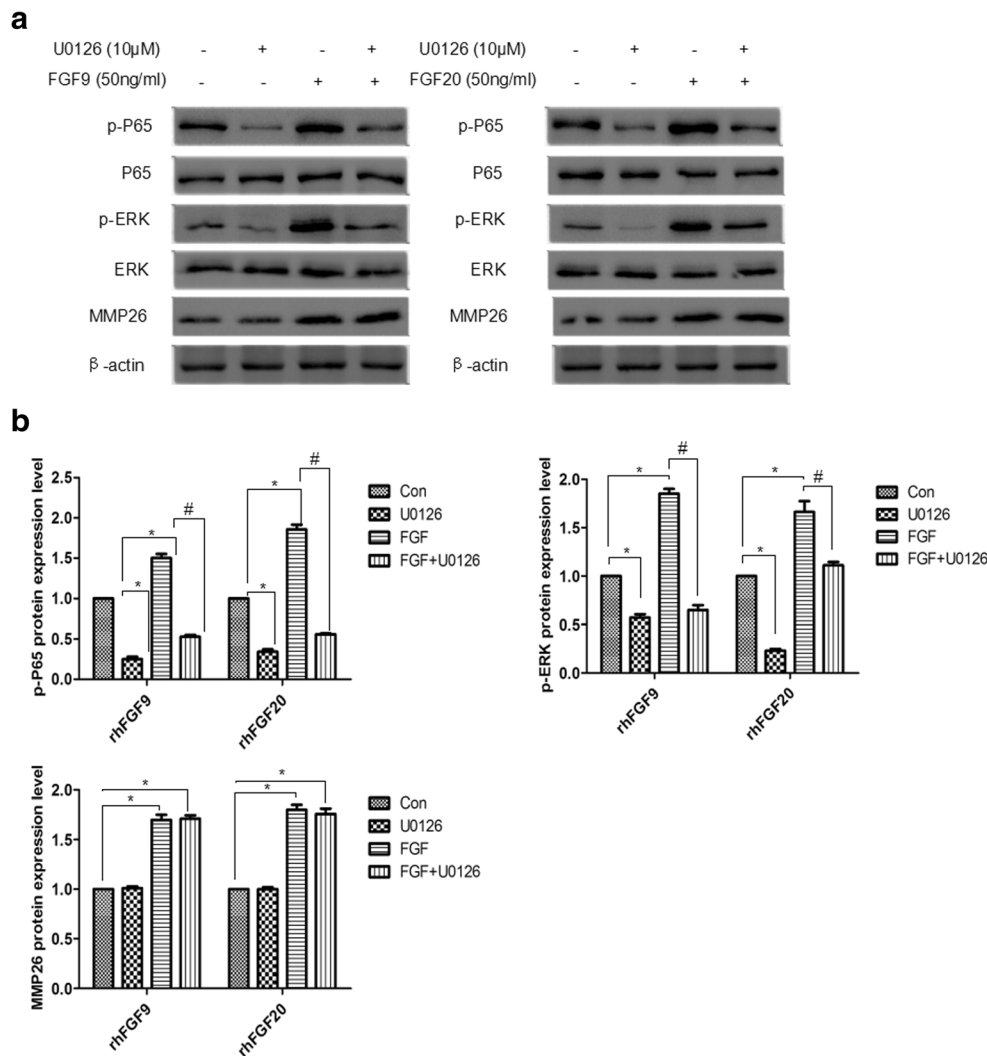 a
U0126 (10μM) - + - + U0126 (10μM) - + - +
FGF9 (50ng/ml) - - + + FGF20 (50ng/ml) - - + +
p-P65 p-P65
P65 P65
p-ERK p-ERK
ERK ERK
MMP26 MMP26
β-actin β-actin
b
p-P65 protein expression level
2.5
2.0
1.5
1.0
0.5
0.0
* * # * * #
rhFGF9 rhFGF20
Con
U0126
FGF
FGF+U0126
p-ERK protein expression level
2.0
1.5
1.0
0.5
0.0
* * # * * #
rhFGF9 rhFGF20
Con
U0126
FGF
FGF+U0126
MMP26 protein expression level
2.0
1.5
1.0
0.5
0.0
* * * *
rhFGF9 rhFGF20
Con
U0126
FGF
FGF+U0126